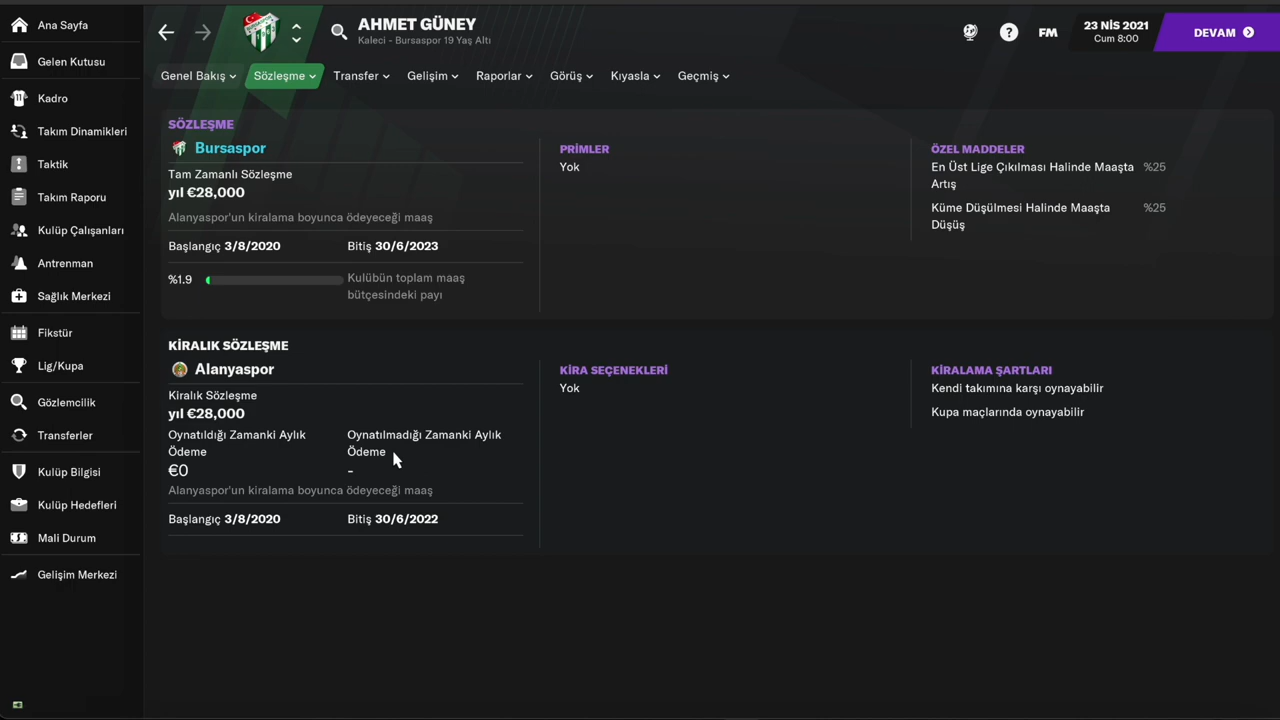 AHMET GÜNEY
Kaleci - Bursaspor 19 Yaş Altı
FM
23 NİS 2021
Cum 8:00
DEVAM
Ana Sayfa
Gelen Kutusu
Kadro
Takım Dinamikleri
Taktik
Takım Raporu
Kulüp Çalışanları
Antrenman
Sağlık Merkezi
Fikstür
Lig/Kupa
Gözlemcilik
Transferler
Kulüp Bilgisi
Kulüp Hedefleri
Mali Durum
Gelişim Merkezi
Genel Bakış
Sözleşme
Transfer
Gelişim
Raporlar
Görüş
Kıyasla
Geçmiş
SÖZLEŞME
Bursaspor
Tam Zamanlı Sözleşme
yıl €28,000
Alanyaspor'un kiralama boyunca ödeyeceği maaş
Başlangıç 3/8/2020
Bitiş 30/6/2023
%1.9
Kulübün toplam maaş
bütçesindeki payı
PRİMLER
Yok
ÖZEL MADDELER
En Üst Lige Çıkılması Halinde Maaşta %25
Artış
Küme Düşülmesi Halinde Maaşta %25
Düşüş
KİRALIK SÖZLEŞME
Alanyaspor
Kiralık Sözleşme
yıl €28,000
Oynatıldığı Zamanki Aylık
Ödeme
€0
Oynatılmadığı Zamanki Aylık
Ödeme
-
Alanyaspor'un kiralama boyunca ödeyeceği maaş
Başlangıç 3/8/2020
Bitiş 30/6/2022
KİRA SEÇENEKLERİ
Yok
KİRALAMA ŞARTLARI
Kendi takımına karşı oynayabilir
Kupa maçlarında oynayabilir